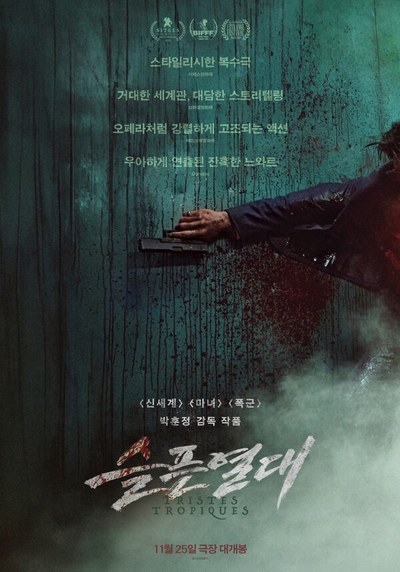 SITGES
BIFFF
스타일리시한 복수극
거대한 세계관, 대담한 스토리텔링
오페라처럼 강렬하게 고조되는 액션
우아하게 연출된 잔혹한 느와르
<신세계> <마녀> <폭군>
박훈정 감독 작품
슬픈열대
TRISTES
TROPIQUES
11월 25일 극장 대개봉